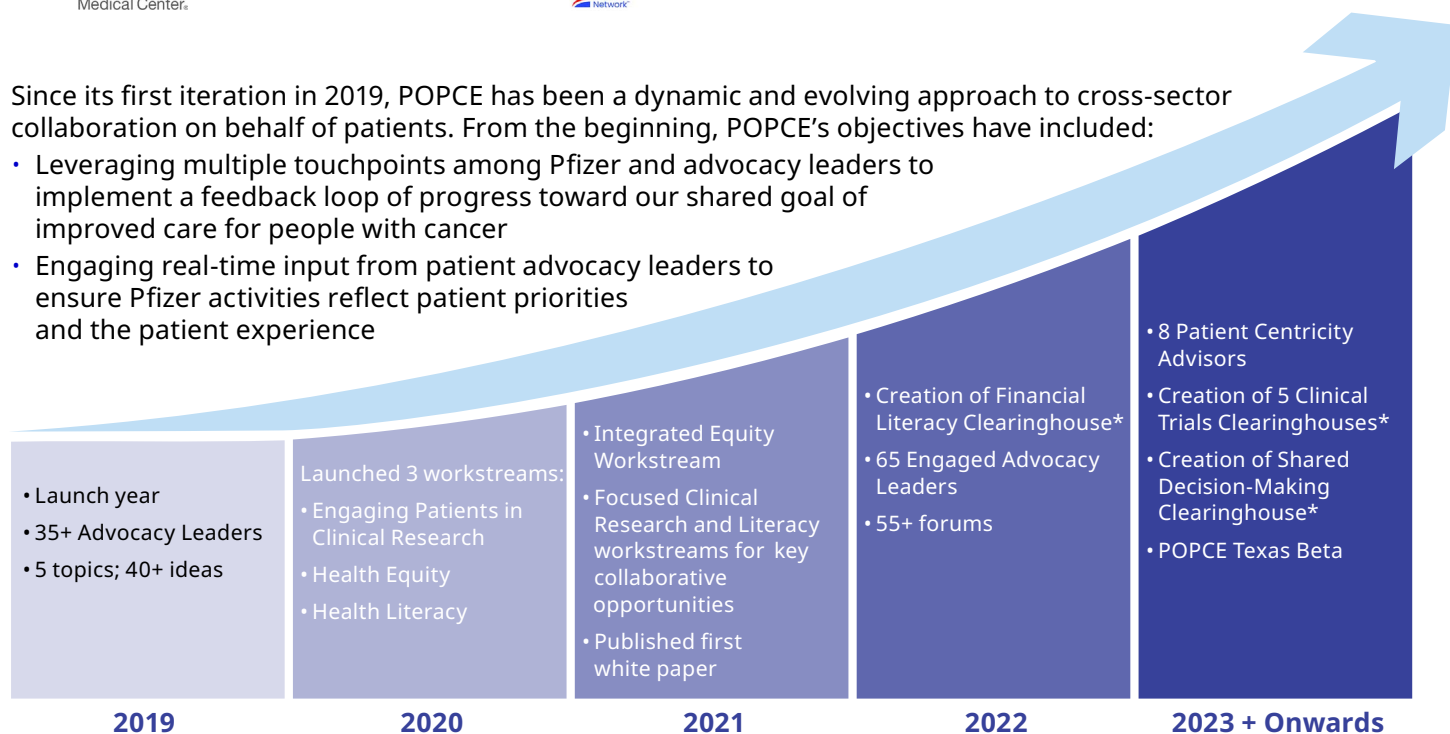 Medical Center®
Network™
Since its first iteration in 2019, POPCE has been a dynamic and evolving approach to cross-sector
collaboration on behalf of patients. From the beginning, POPCE’s objectives have included:
• Leveraging multiple touchpoints among Pfizer and advocacy leaders to
implement a feedback loop of progress toward our shared goal of
improved care for people with cancer
• Engaging real-time input from patient advocacy leaders to
ensure Pfizer activities reflect patient priorities
and the patient experience
• Launch year
• 35+ Advocacy Leaders
• 5 topics; 40+ ideas
2019
Launched 3 workstreams:
• Engaging Patients in
Clinical Research
• Health Equity
• Health Literacy
2020
• Integrated Equity
Workstream
• Focused Clinical
Research and Literacy
workstreams for key
collaborative
opportunities
• Published first
white paper
2021
• Creation of Financial
Literacy Clearinghouse*
• 65 Engaged Advocacy
Leaders
• 55+ forums
2022
• 8 Patient Centricity
Advisors
• Creation of 5 Clinical
Trials Clearinghouses*
• Creation of Shared
Decision-Making
Clearinghouse*
• POPCE Texas Beta
2023 + Onwards